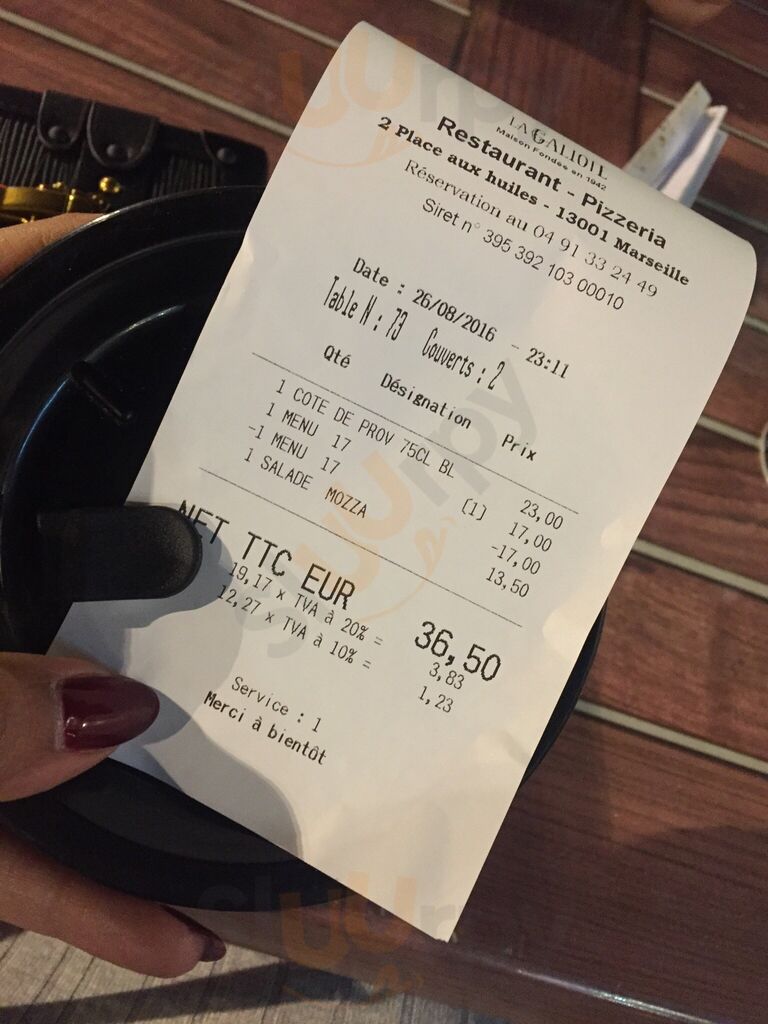 LA GALIOTE
Maison Fondée en 1942
Restaurant - Pizzeria
2 Place aux huiles - 13001 Marseille
Réservation au 04 91 33 24 49
Siret n° 395 392 103 00010
Date : 26/08/2016 - 23:11
Table N : 73 Couverts : 2
Qté Désignation Prix
1 COTE DE PROV 75CL BL 23,00
1 MENU 17 [1] 17,00
-1 MENU 17 -17,00
1 SALADE MOZZA 13,50
NET TTC EUR 36,50
19,17 x TVA à 20% = 3,83
12,27 x TVA à 10% = 1,23
Service : 1
Merci à bientôt